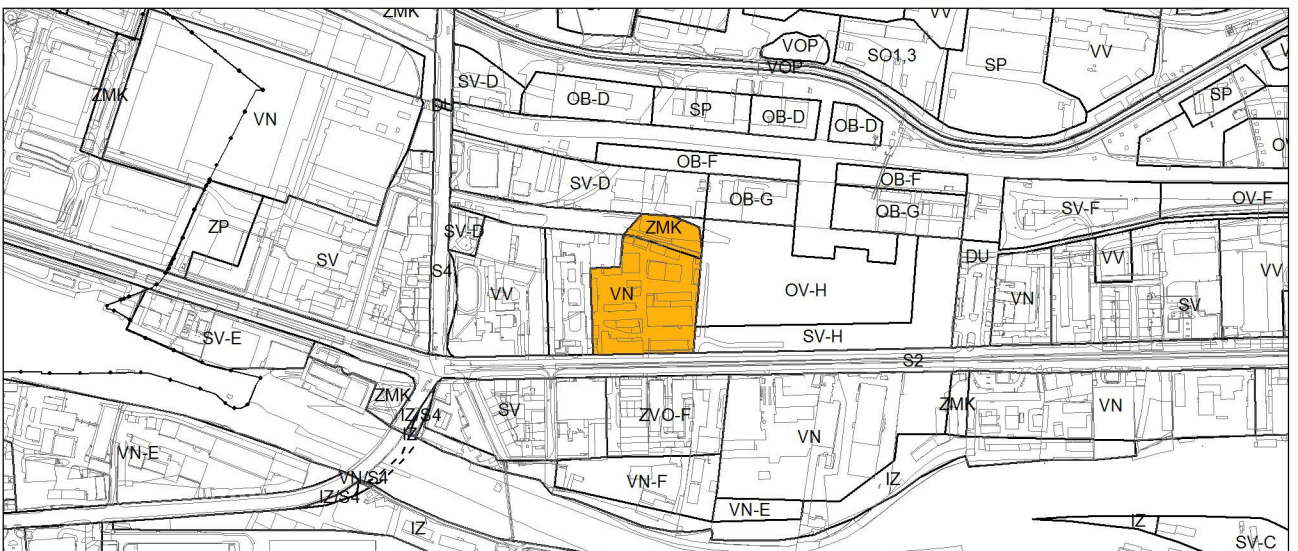 ZMK
VV
VOP
SO1,3
VOP
SP
VV
SV-D
ZMK
OB-D
SP
SP
DU
OB-D
OB-D
VN
OB-F
OB-F
SV-D
OB-G
SV-F
OV-F
OB-G
ZP
ZMK
SV-D
SV
S4
DU
VV
VV
VV
OV-H
VN
VN
SV
SV-E
SV-H
S2
ZMK
ZMK
IZ/S4
SV
ZVO-F
VN
IZ
VN
VN-E
VN/S4
VN-F
IZ
IZ/S4
VN-E
IZ
IZ
SV-C